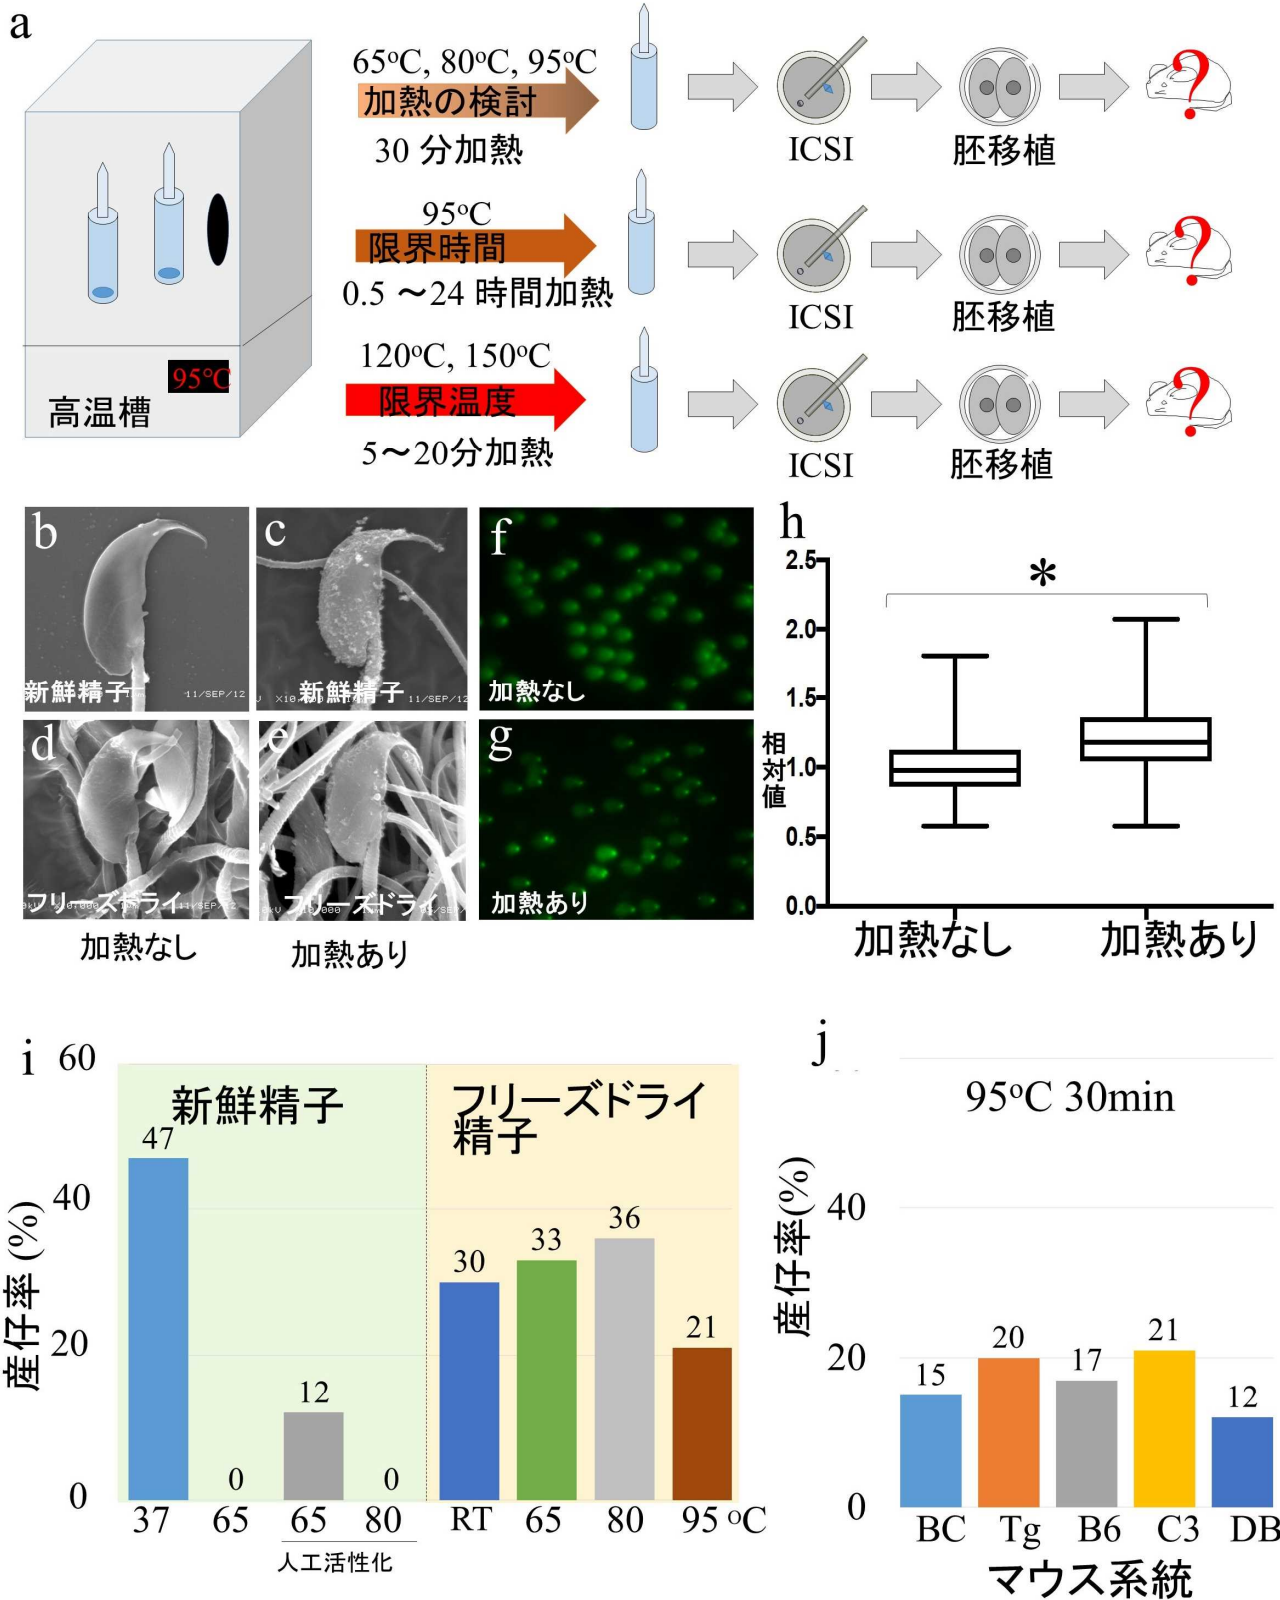 a
65°C, 80°C, 95°C
加熱の検討
30 分加熱
ICSI
胚移植
?
95°C
限界時間
0.5 ～24 時間加熱
ICSI
胚移植
?
120°C, 150°C
限界温度
5～20分加熱
ICSI
胚移植
?
95°C
高温槽
b
新鮮精子
11/SEP/12
c
新鮮精子
11/SEP/12
d
フリーズドライ
加熱なし
e
フリーズドライ
加熱あり
f
加熱なし
g
加熱あり
h
*
2.5
2.0
1.5
1.0
0.5
0.0
相対値
加熱なし
加熱あり
i
60
40
20
0
産仔率 (%)
新鮮精子
フリーズドライ
精子
47
0
12
0
30
33
36
21
37
65
65
80
RT
65
80
95 °C
人工活性化
j
95°C 30min
40
20
0
産仔率(%)
15
20
17
21
12
BC
Tg
B6
C3
DB
マウス系統